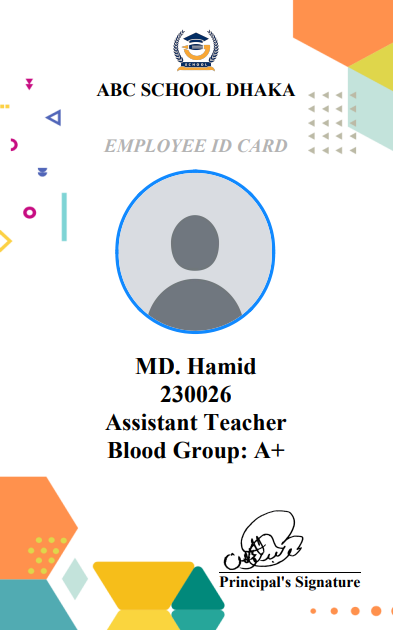 SCHOOL
ABC SCHOOL DHAKA
EMPLOYEE ID CARD
MD. Hamid
230026
Assistant Teacher
Blood Group: A+
Principal's Signature